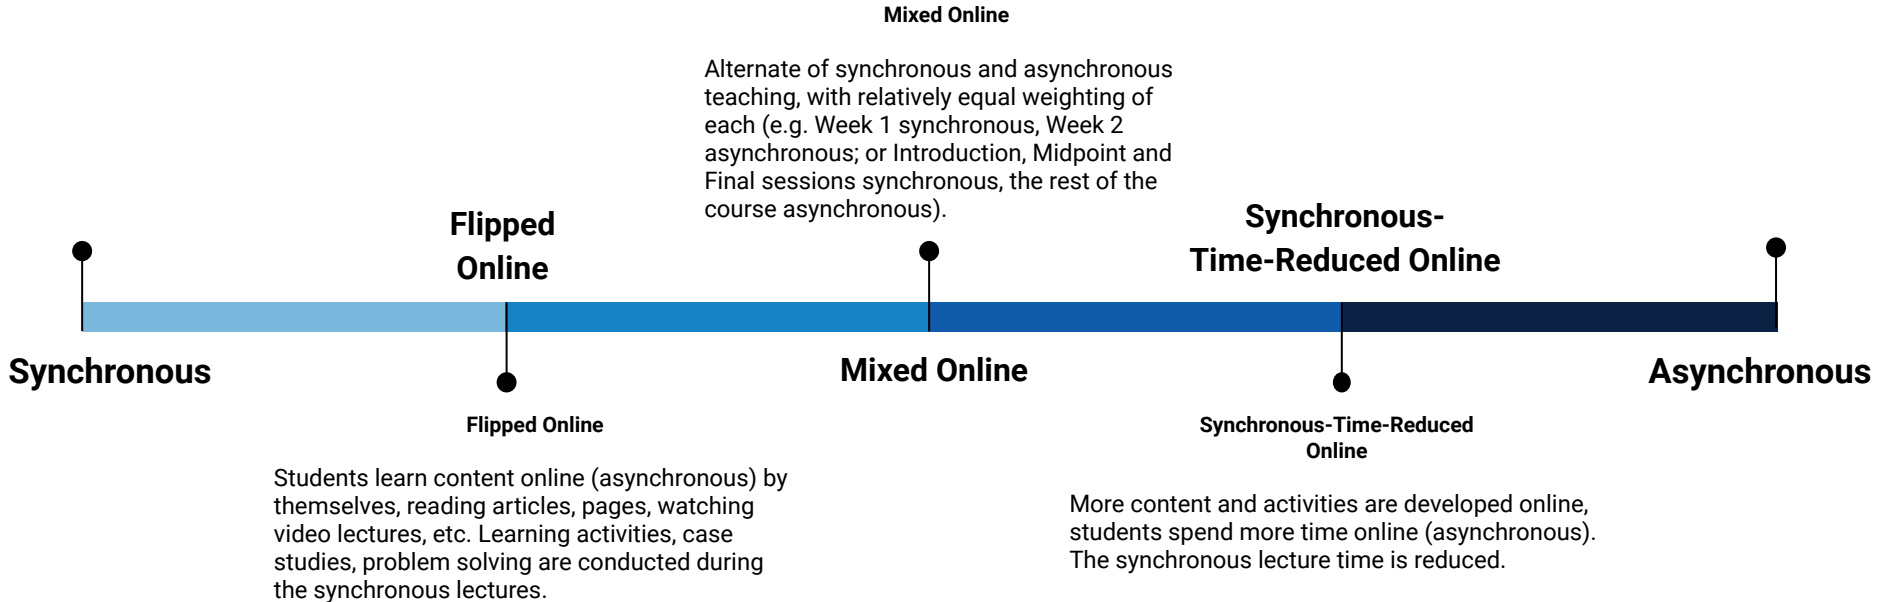 Mixed Online
Alternate of synchronous and asynchronous
teaching, with relatively equal weighting of
each (e.g. Week 1 synchronous, Week 2
asynchronous; or Introduction, Midpoint and
Final sessions synchronous, the rest of the
course asynchronous).
Flipped
Online
Synchronous-
Time-Reduced Online
Synchronous
Mixed Online
Asynchronous
Flipped Online
Students learn content online (asynchronous) by
themselves, reading articles, pages, watching
video lectures, etc. Learning activities, case
studies, problem solving are conducted during
the synchronous lectures.
Synchronous-Time-Reduced
Online
More content and activities are developed online,
students spend more time online (asynchronous).
The synchronous lecture time is reduced.